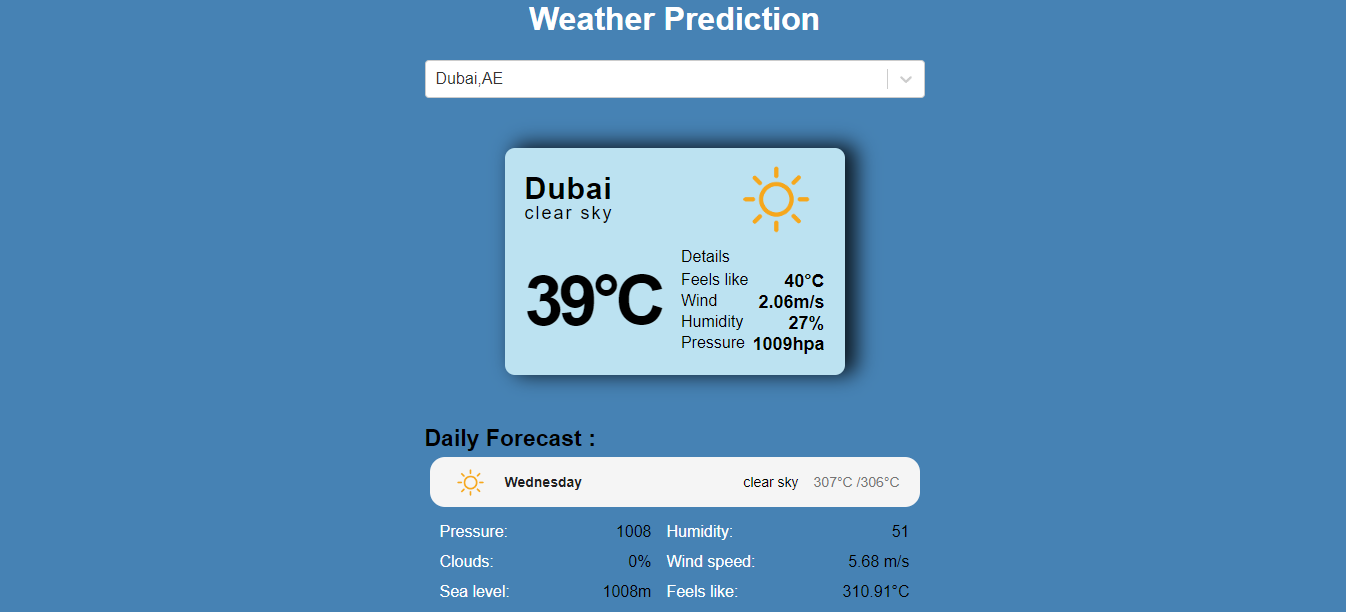 Weather Prediction
Dubai,AE
Dubai
clear sky
39°C
Details
Feels like 40°C
Wind 2.06m/s
Humidity 27%
Pressure 1009hpa
Daily Forecast :
Wednesday clear sky 307°C /306°C
Pressure: 1008 Humidity: 51
Clouds: 0% Wind speed: 5.68 m/s
Sea level: 1008m Feels like: 310.91°C